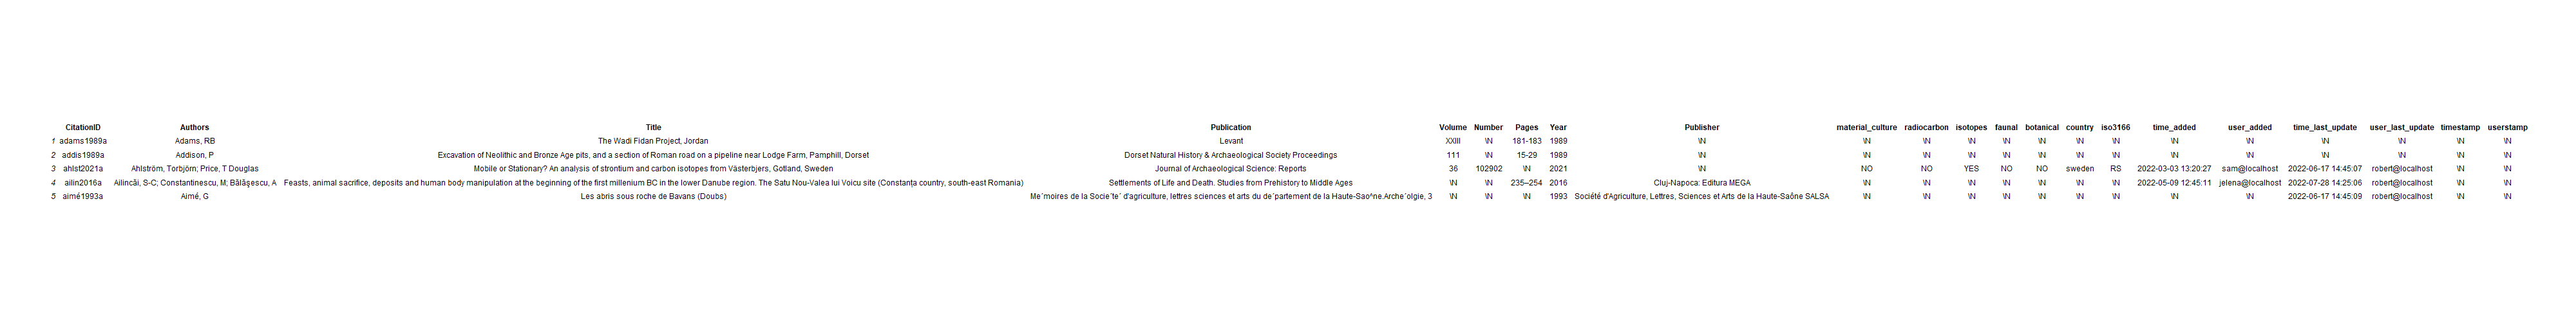 CitationID Authors Title Publication Volume Number Pages Year Publisher material_culture radiocarbon isotopes faunal botanical country iso3166 time_added user_added time_last_update user_last_update timestamp userstamp
1 adams1989a Adams, RB The Wadi Fidan Project, Jordan Levant XXIII \N 181-183 1989 \N \N \N \N \N \N \N \N \N \N \N \N \N \N
2 addis1989a Addison, P Excavation of Neolithic and Bronze Age pits, and a section of Roman road on a pipeline near Lodge Farm, Pamphill, Dorset Dorset Natural History & Archaeological Society Proceedings 111 \N 15-29 1989 \N \N \N \N \N \N \N \N \N \N \N \N \N \N
3 ahlst2021a Ahlström, Torbjörn; Price, T Douglas Mobile or Stationary? An analysis of strontium and carbon isotopes from Västerbjers, Gotland, Sweden Journal of Archaeological Science: Reports 36 102902 \N 2021 \N NO NO YES NO NO sweden RS 2022-03-03 13:20:27 sam@localhost 2022-06-17 14:45:07 robert@localhost \N \N
4 ailin2016a Ailincăi, S-C; Constantinescu, M; Bălăşescu, A Feasts, animal sacrifice, deposits and human body manipulation at the beginning of the first millenium BC in the lower Danube region. The Satu Nou-Valea lui Voicu site (Constanța country, south-east Romania) Settlements of Life and Death. Studies from Prehistory to Middle Ages \N \N 235–254 2016 Cluj-Napoca: Editura MEGA \N \N \N \N \N \N \N 2022-05-09 12:45:11 jelena@localhost 2022-07-28 14:25:06 robert@localhost \N \N
5 aimé1993a Aimé, G Les abris sous roche de Bavans (Doubs) Me´moires de la Socie´te´ d'agriculture, lettres sciences et arts du de´partement de la Haute-Sao^ne.Arche´olgie, 3 \N \N \N 1993 Société d'Agriculture, Lettres, Sciences et Arts de la Haute-Saône SALSA \N \N \N \N \N \N \N \N \N 2022-06-17 14:45:09 robert@localhost \N \N